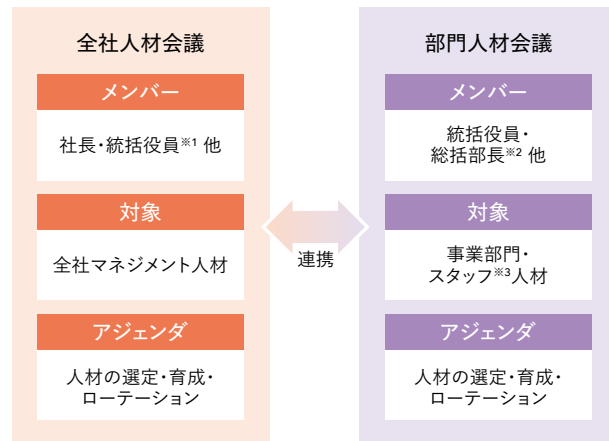 全社人材会議
メンバー
社長・統括役員※1 他
対象
全社マネジメント人材
アジェンダ
人材の選定・育成・
ローテーション
連携
部門人材会議
メンバー
統括役員・
総括部長※2 他
対象
事業部門・
スタッフ※3人材
アジェンダ
人材の選定・育成・
ローテーション